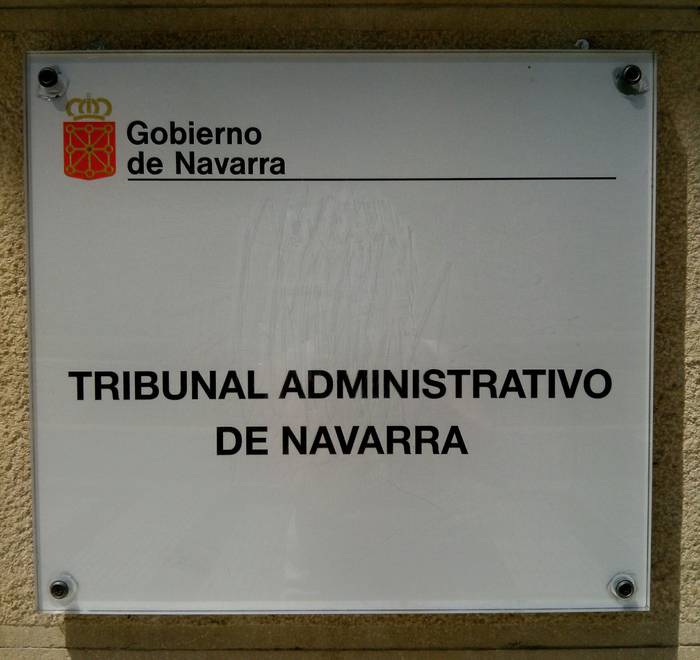 Gobierno
de Navarra
TRIBUNAL ADMINISTRATIVO
DE NAVARRA